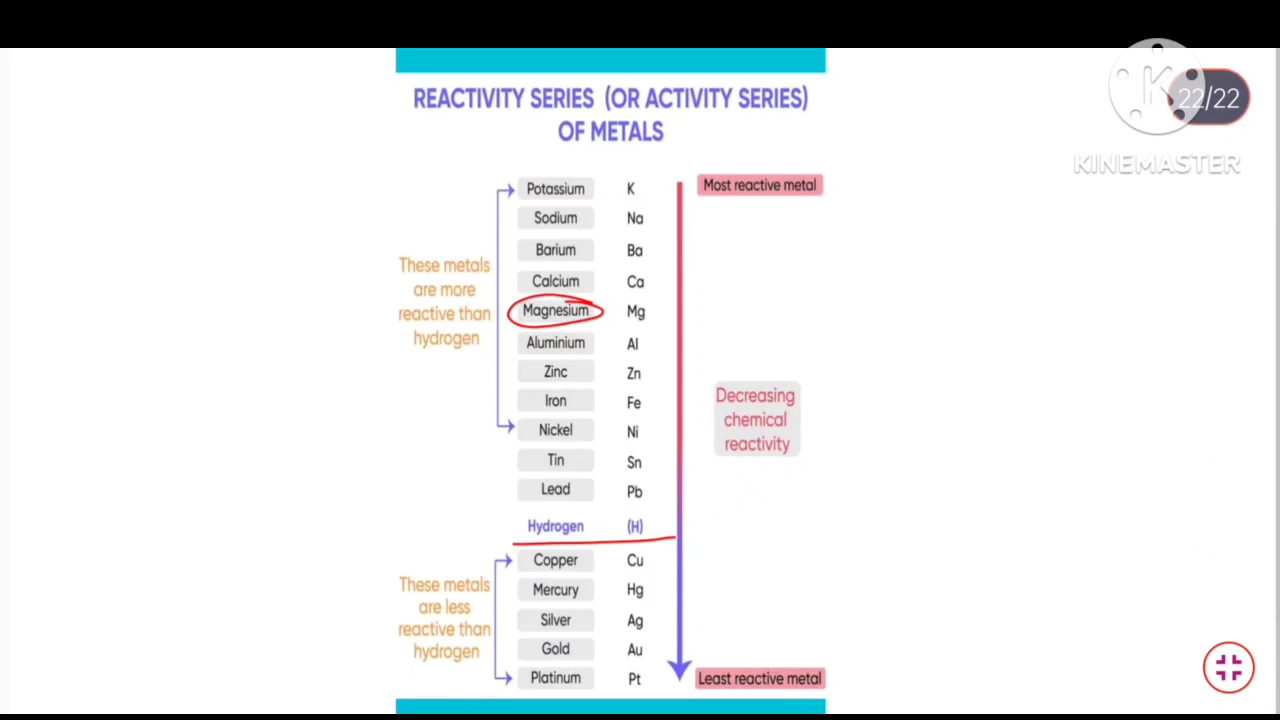 REACTIVITY SERIES (OR ACTIVITY SERIES)
OF METALS
22/22
KINEMASTER
Potassium K
Most reactive metal
Sodium Na
Barium Ba
Calcium Ca
Magnesium Mg
Aluminium Al
Zinc Zn
Iron Fe
Nickel Ni
Tin Sn
Lead Pb
Hydrogen (H)
These metals
are more
reactive than
hydrogen
Decreasing
chemical
reactivity
Copper Cu
Mercury Hg
Silver Ag
Gold Au
Platinum Pt
These metals
are less
reactive than
hydrogen
Least reactive metal